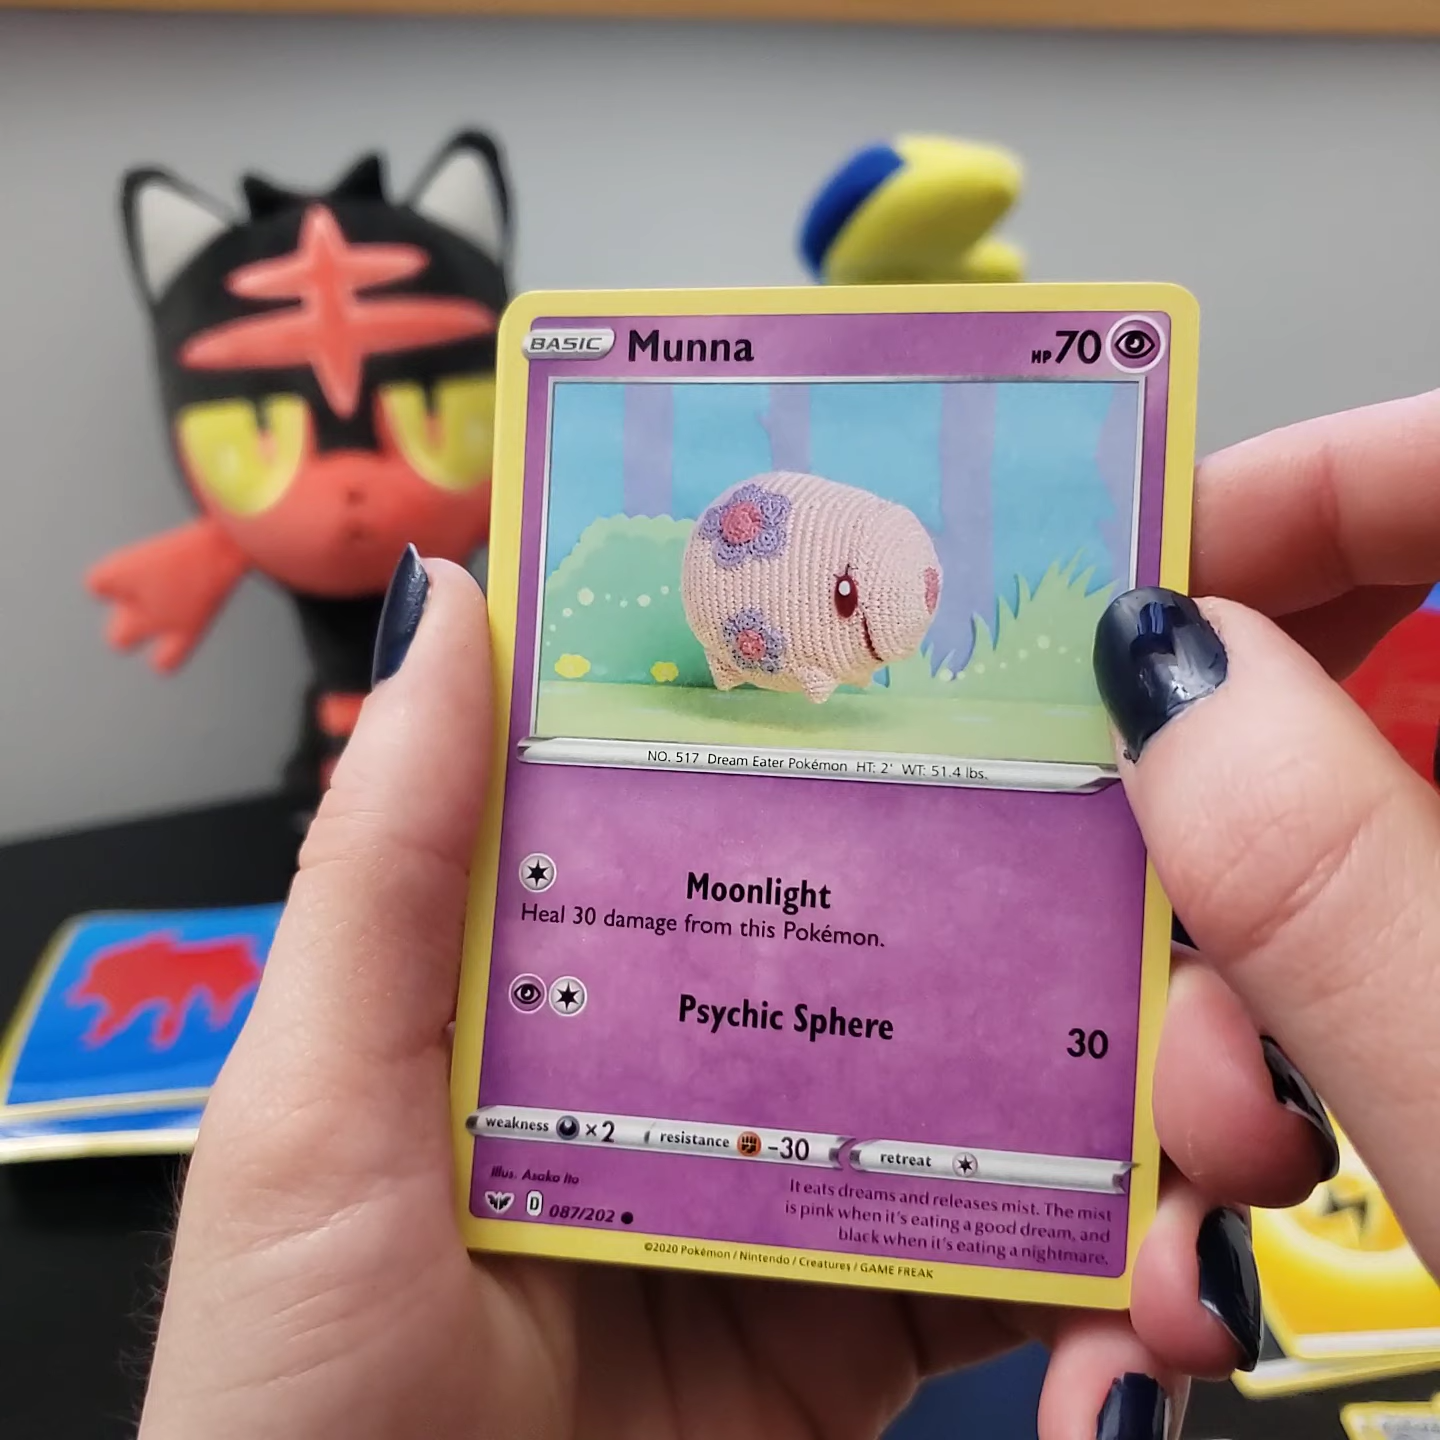 BASIC Munna HP 70
NO. 517 Dream Eater Pokémon HT: 2' WT: 51.4 lbs.
Moonlight
Heal 30 damage from this Pokémon.
Psychic Sphere 30
weakness ×2 resistance -30 retreat
Illus. Asako Ito
D 087/202
It eats dreams and releases mist. The mist
is pink when it's eating a good dream, and
black when it's eating a nightmare.
©2020 Pokémon / Nintendo / Creatures / GAME FREAK